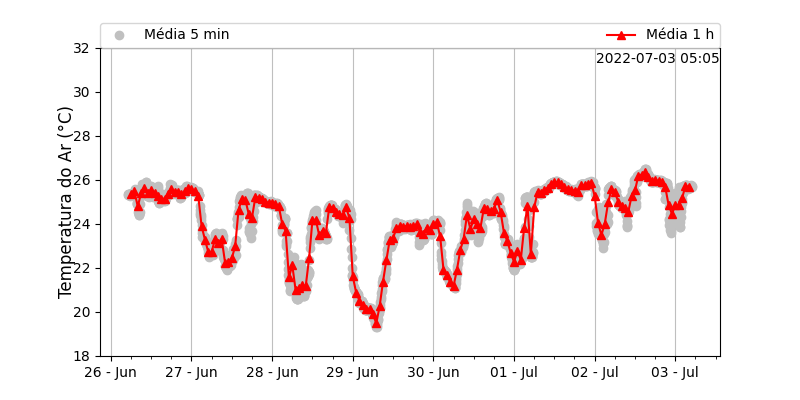 Média 5 min
Média 1 h
2022-07-03 05:05
Temperatura do Ar (°C)
32
30
28
26
24
22
20
18
26 - Jun
27 - Jun
28 - Jun
29 - Jun
30 - Jun
01 - Jul
02 - Jul
03 - Jul